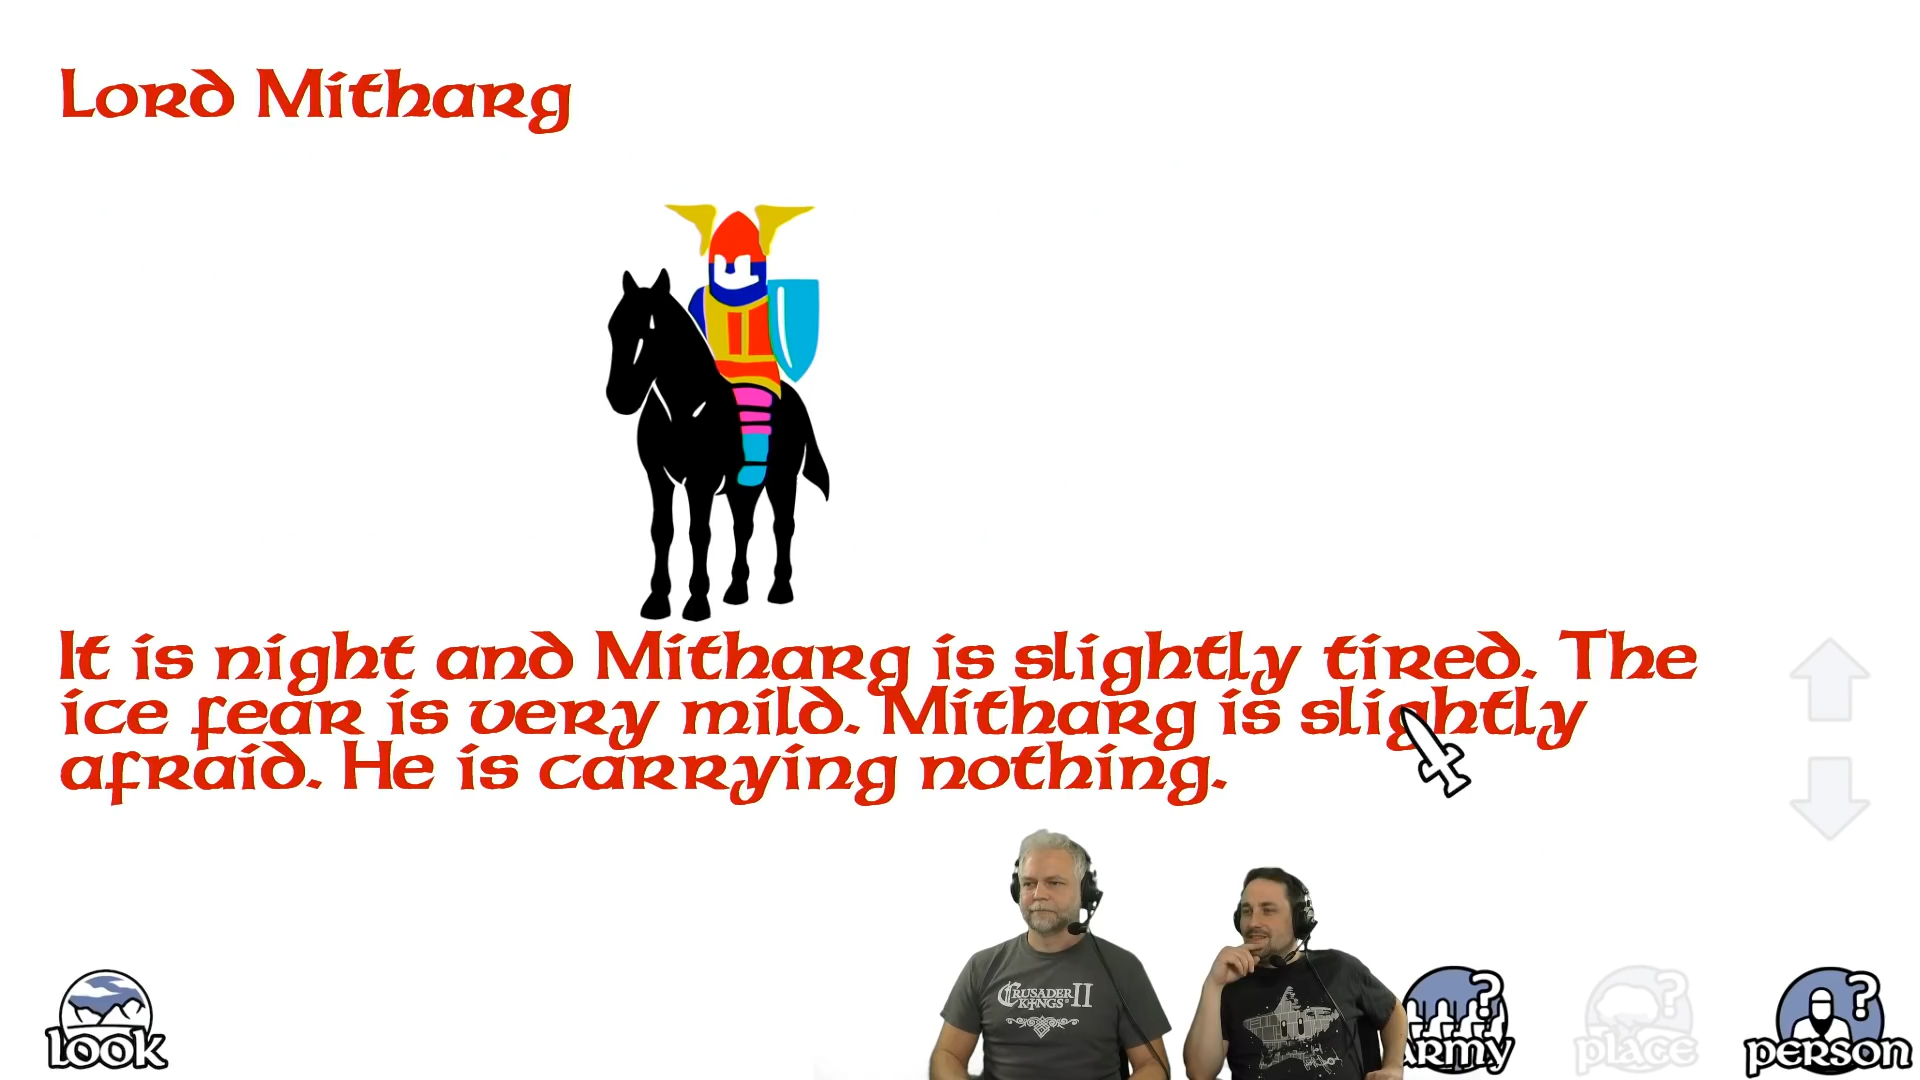 Lord Mitharg
It is night and Mitharg is slightly tired. The
ice fear is very mild. Mitharg is slightly
afraid. He is carrying nothing.
CRUSADER
KINGS II
look
army
place
person
?
?
?